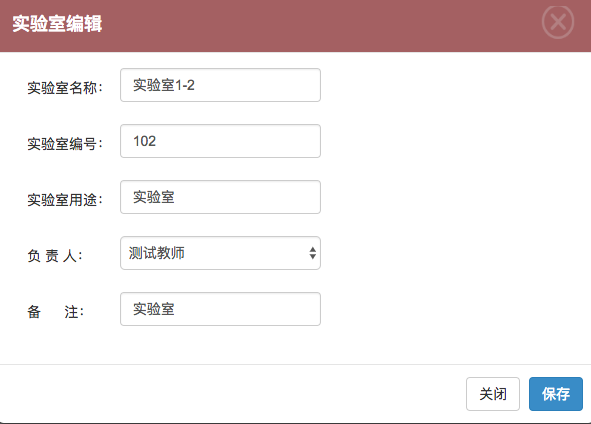 实验室编辑
实验室名称： 实验室1-2
实验室编号： 102
实验室用途： 实验室
负 责 人： 测试教师
备 注： 实验室
关闭 保存